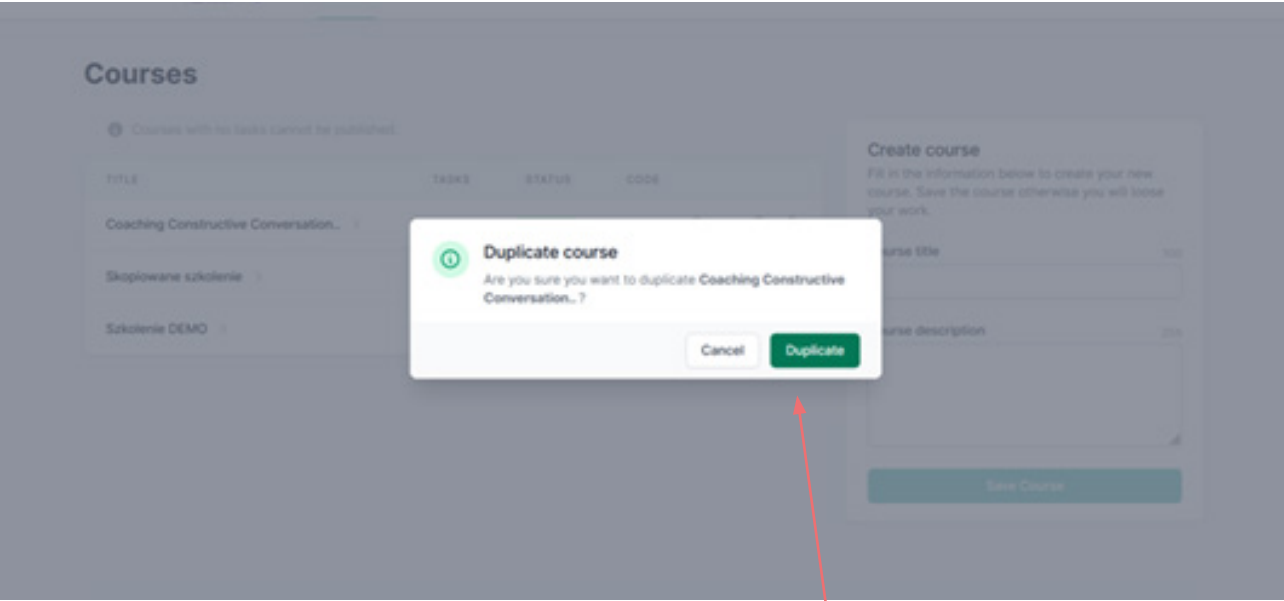 Courses
Courses with no tasks cannot be published.
TITLE TASKS STATUS CODE
Coaching Constructive Conversation..
Skopiowane szkolenie
Szkolenie DEMO
Duplicate course
Are you sure you want to duplicate Coaching Constructive
Conversation.. ?
Cancel Duplicate
Create course
Fill in the information below to create your new
course. Save the course otherwise you will loose
your work.
urse title
urse description
Save Course